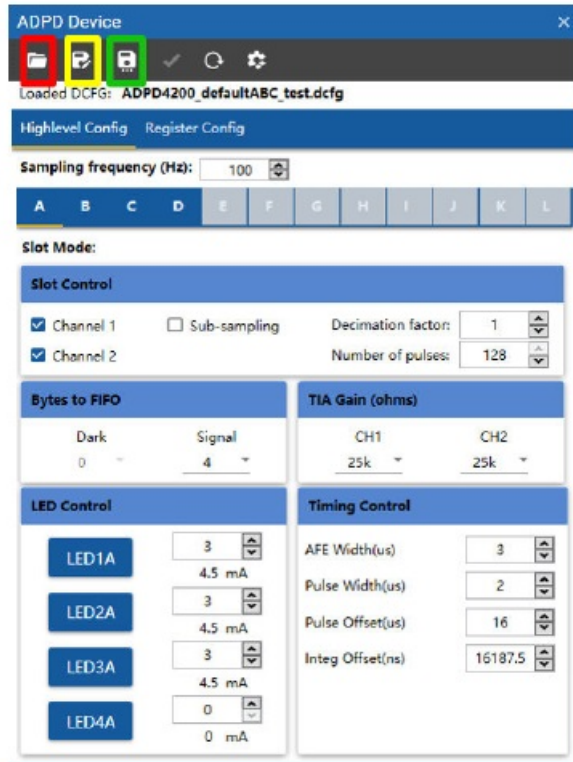 ADPD Device
Loaded DCFG: ADPD4200_defaultABC_test.dcfg
Highlevel Config Register Config
Sampling frequency (Hz): 100
A B C D E F G H I J K L
Slot Mode:
Slot Control
Channel 1 Sub-sampling Decimation factor: 1
Channel 2 Number of pulses: 128
Bytes to FIFO TIA Gain (ohms)
Dark Signal CH1 CH2
0 4 25k 25k
LED Control Timing Control
LED1A 3 AFE Width(us) 3
4.5 mA
LED2A 3 Pulse Width(us) 2
4.5 mA
LED3A 3 Pulse Offset(us) 16
4.5 mA
LED4A 0 Integ Offset(ns) 16187.5
0 mA